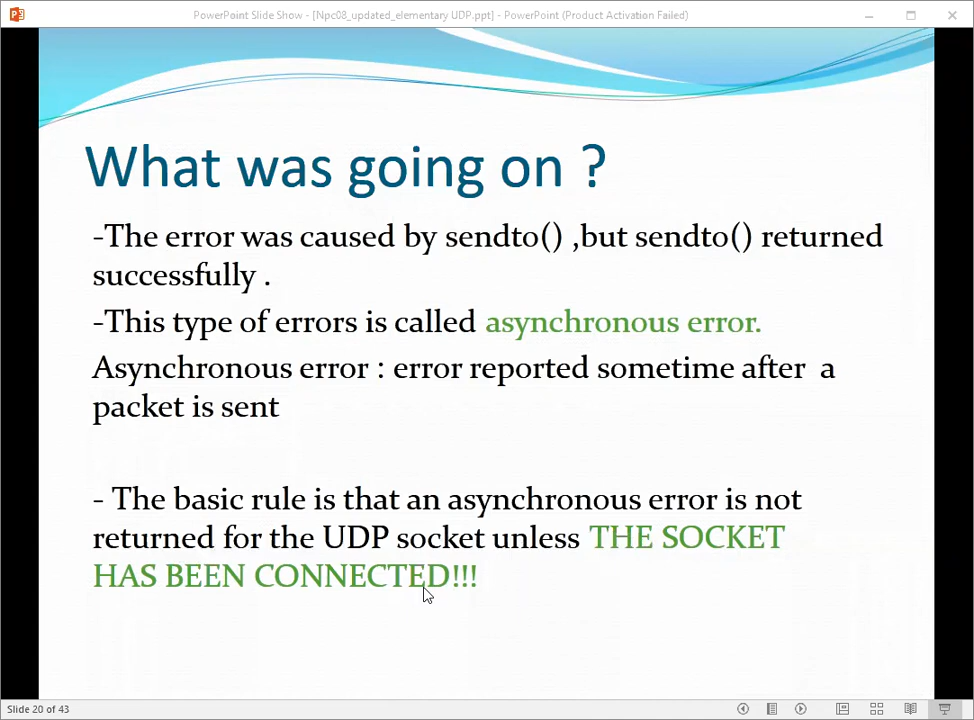 PowerPoint Slide Show - [Npc08_updated_elementary UDP.ppt] - PowerPoint (Product Activation Failed)
What was going on ?
-The error was caused by sendto() ,but sendto() returned
successfully .
-This type of errors is called asynchronous error.
Asynchronous error : error reported sometime after a
packet is sent
- The basic rule is that an asynchronous error is not
returned for the UDP socket unless THE SOCKET
HAS BEEN CONNECTED!!!
Slide 20 of 43